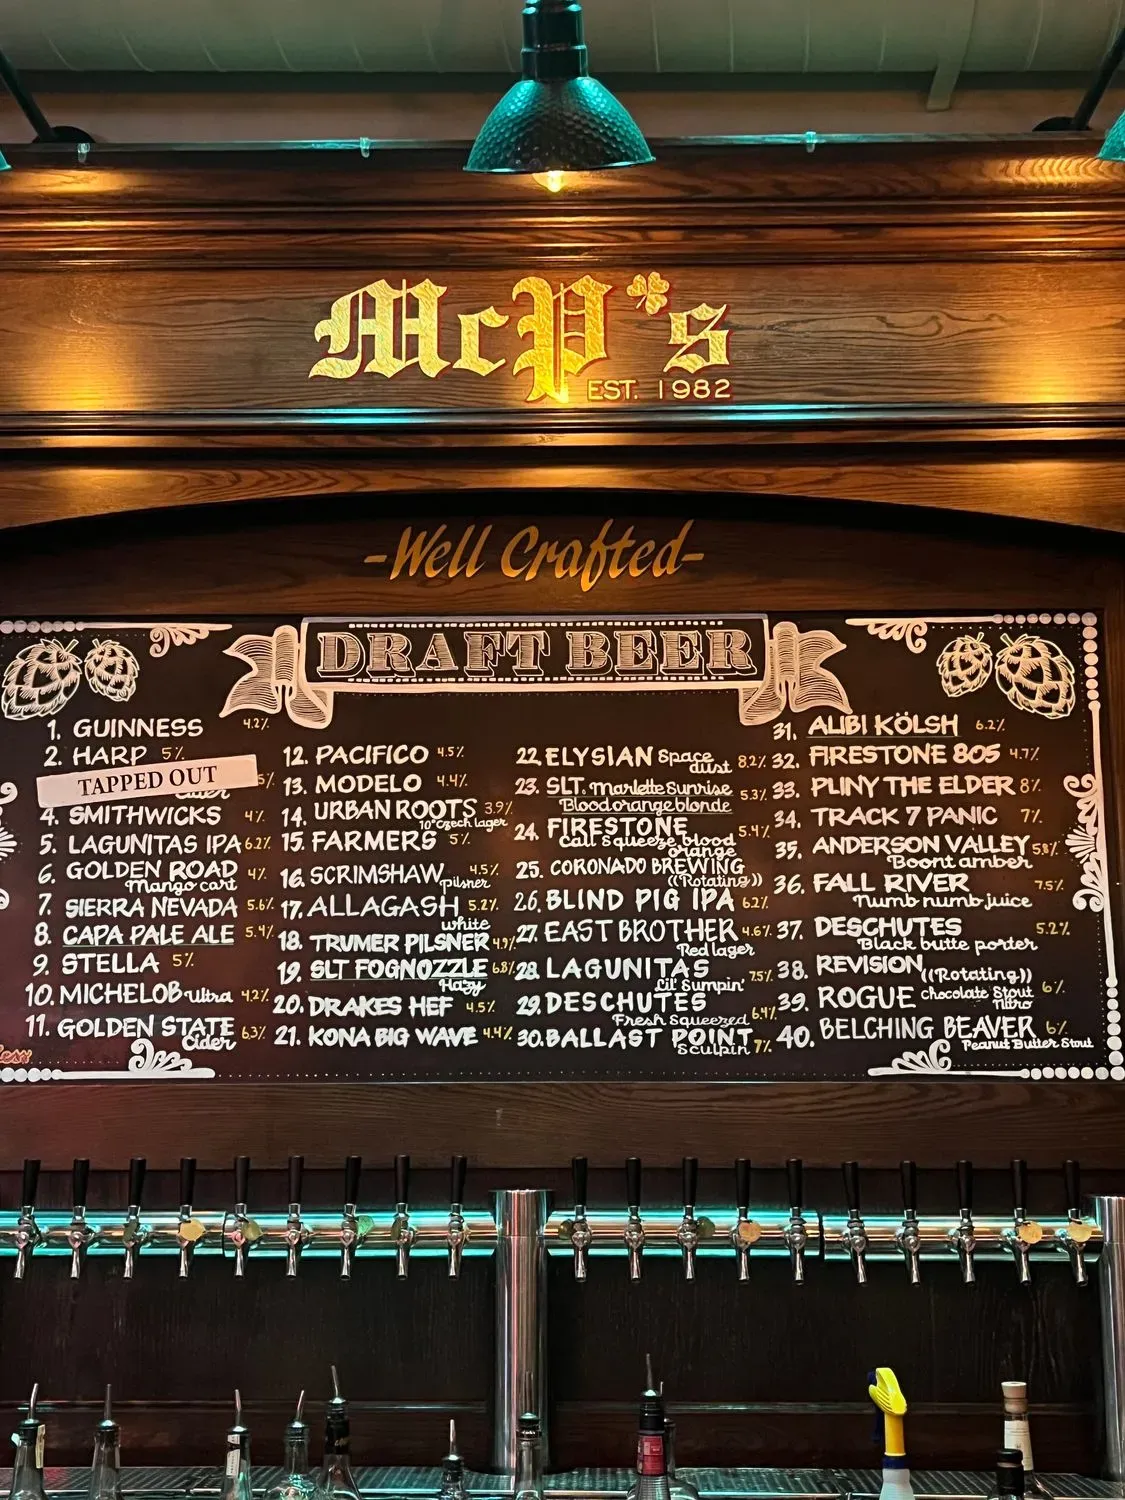 McP's
EST. 1982
-Well Crafted-
DRAFT BEER
1. GUINNESS 4.2%
2. HARP 5%
TAPPED OUT 5%
Cider
4. SMITHWICKS 4%
5. LAGUNITAS IPA 6.2%
6. GOLDEN ROAD 4%
Mango cart
7. SIERRA NEVADA 5.6%
8. CAPA PALE ALE 5.4%
9. STELLA 5%
10. MICHELOB ultra 4.2%
11. GOLDEN STATE 6.3%
Cider
12. PACIFICO 4.5%
13. MODELO 4.4%
14. URBAN ROOTS 3.9%
10° Czech lager
15. FARMERS 5%
16. SCRIMSHAW 4.5%
pilsner
17. ALLAGASH 5.2%
white
18. TRUMER PILSNER 4.9%
19. SLT FOGNOZZLE 6.8%
Hazy
20. DRAKES HEF 4.5%
21. KONA BIG WAVE 4.4%
22. ELYSIAN Space
dust 8.2%
23. SLT. Marlette Sunrise 5.3%
Blood orange blonde
24. FIRESTONE 5.4%
Cali Squeeze blood
orange
25. CORONADO BREWING
((Rotating))
26. BLIND PIG IPA 6.2%
27. EAST BROTHER 4.6%
Red lager
28. LAGUNITAS 7.5%
Lil' Sumpin'
29. DESCHUTES 6.4%
Fresh Squeezed
30. BALLAST POINT 7%
Sculpin
31. ALIBI KÖLSH 6.2%
32. FIRESTONE 805 4.7%
33. PLINY THE ELDER 8%
34. TRACK 7 PANIC 7%
35. ANDERSON VALLEY 5.8%
Boont amber
36. FALL RIVER 7.5%
Numb numb juice
37. DESCHUTES 5.2%
Black butte porter
38. REVISION ((Rotating))
39. ROGUE Chocolate Stout 6%
Nitro
40. BELCHING BEAVER 6%
Peanut Butter Stout